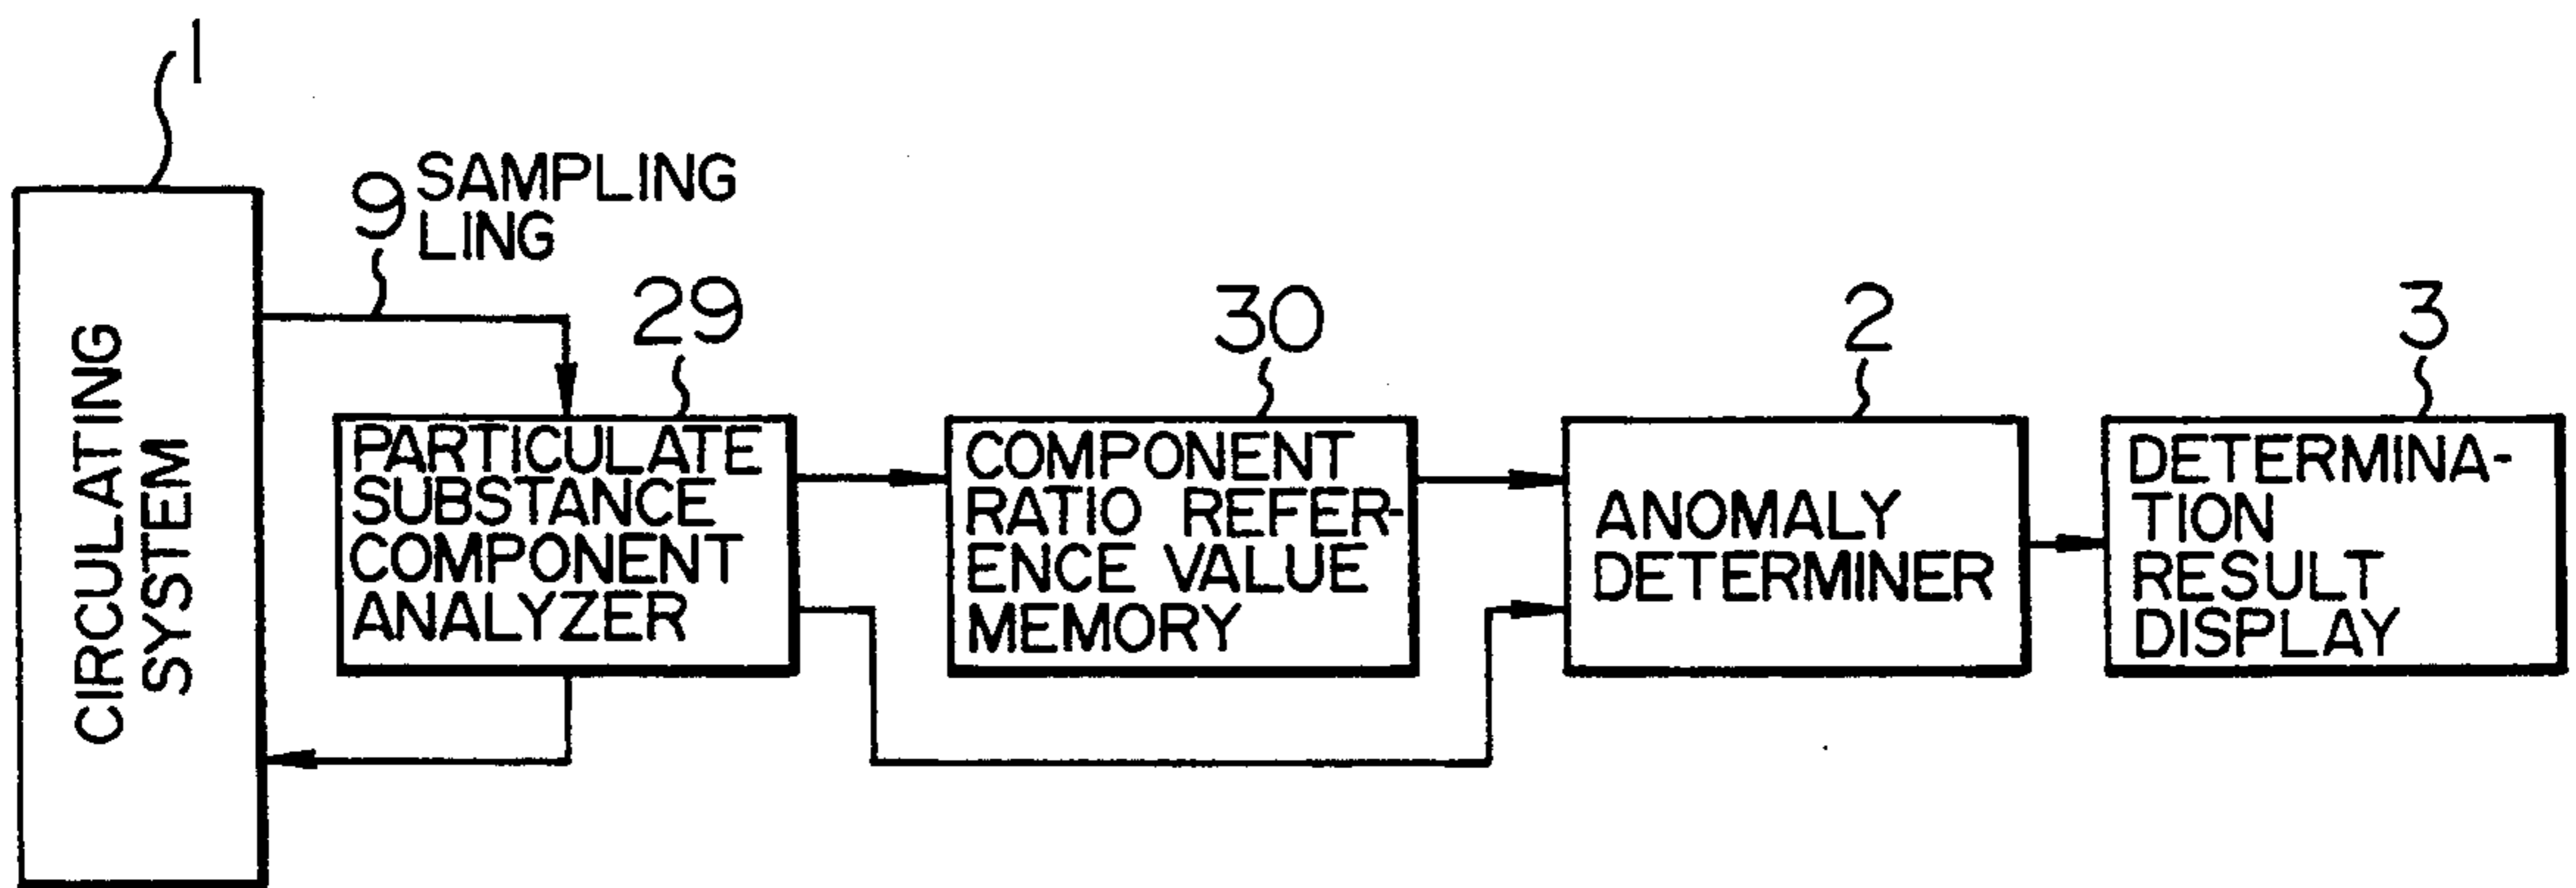 1
9 SAMPLING
LING
29
30
2
3
CIRCULATING
SYSTEM
PARTICULATE
SUBSTANCE
COMPONENT
ANALYZER
COMPONENT
RATIO REFER-
ENCE VALUE
MEMORY
ANOMALY
DETERMINER
DETERMINA-
TION
RESULT
DISPLAY